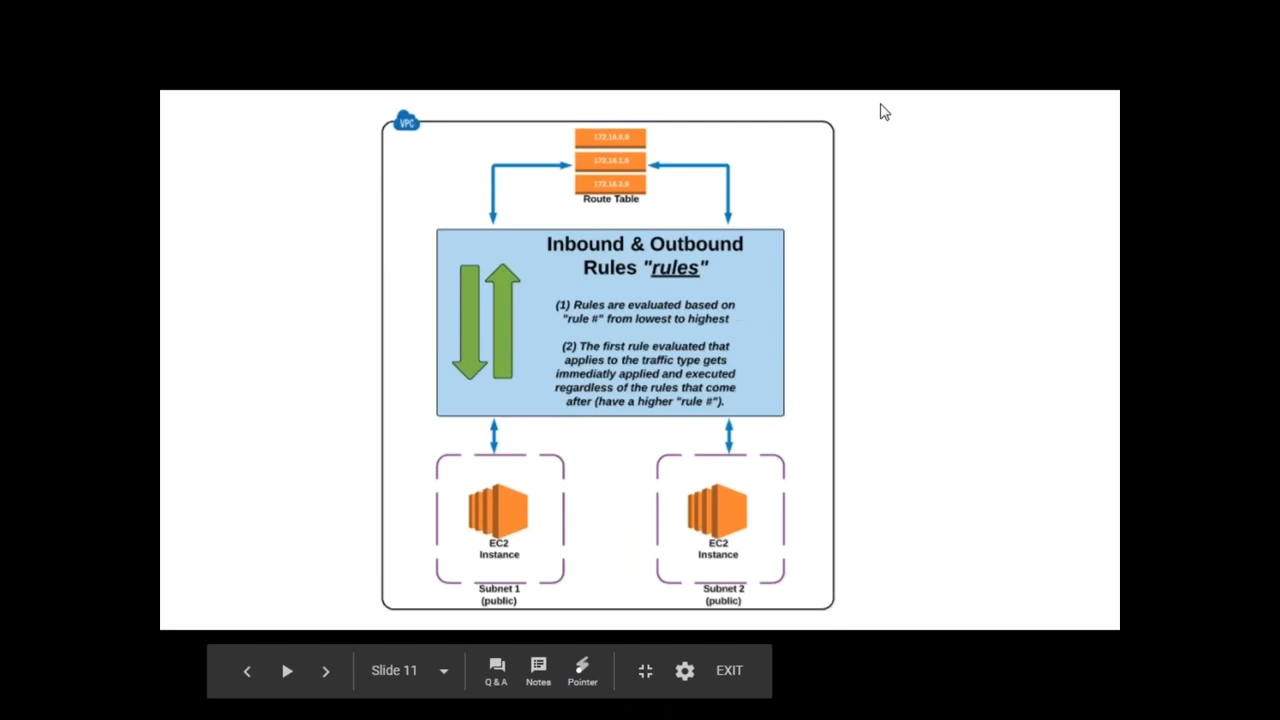 VPC
172.16.0.0
172.16.1.0
172.16.2.0
Route Table
Inbound & Outbound
Rules "rules"
(1) Rules are evaluated based on
"rule #" from lowest to highest
(2) The first rule evaluated that
applies to the traffic type gets
immediatly applied and executed
regardless of the rules that come
after (have a higher "rule #").
EC2
Instance
EC2
Instance
Subnet 1
(public)
Subnet 2
(public)
Slide 11
Q & A
Notes
Pointer
EXIT